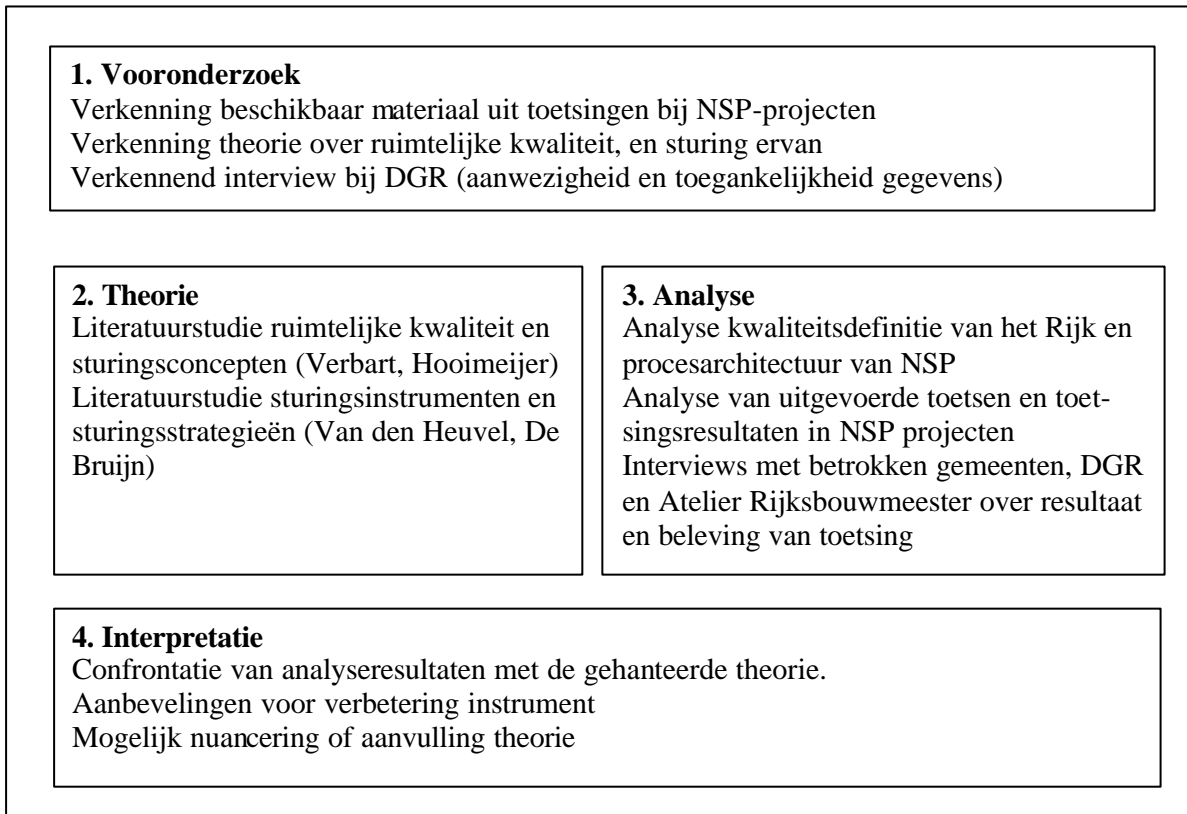 1. Vooronderzoek
Verkenning beschikbaar materiaal uit toetsingen bij NSP-projecten
Verkenning theorie over ruimtelijke kwaliteit, en sturing ervan
Verkennend interview bij DGR (aanwezigheid en toegankelijkheid gegevens)
2. Theorie
Literatuurstudie ruimtelijke kwaliteit en
sturingsconcepten (Verbart, Hooimeijer)
Literatuurstudie sturingsinstrumenten en
sturingsstrategieën (Van den Heuvel, De
Bruijn)
3. Analyse
Analyse kwaliteitsdefinitie van het Rijk en
procesarchitectuur van NSP
Analyse van uitgevoerde toetsen en toet-
singsresultaten in NSP projecten
Interviews met betrokken gemeenten, DGR
en Atelier Rijksbouwmeester over resultaat
en beleving van toetsing
4. Interpretatie
Confrontatie van analyseresultaten met de gehanteerde theorie.
Aanbevelingen voor verbetering instrument
Mogelijk nuancering of aanvulling theorie